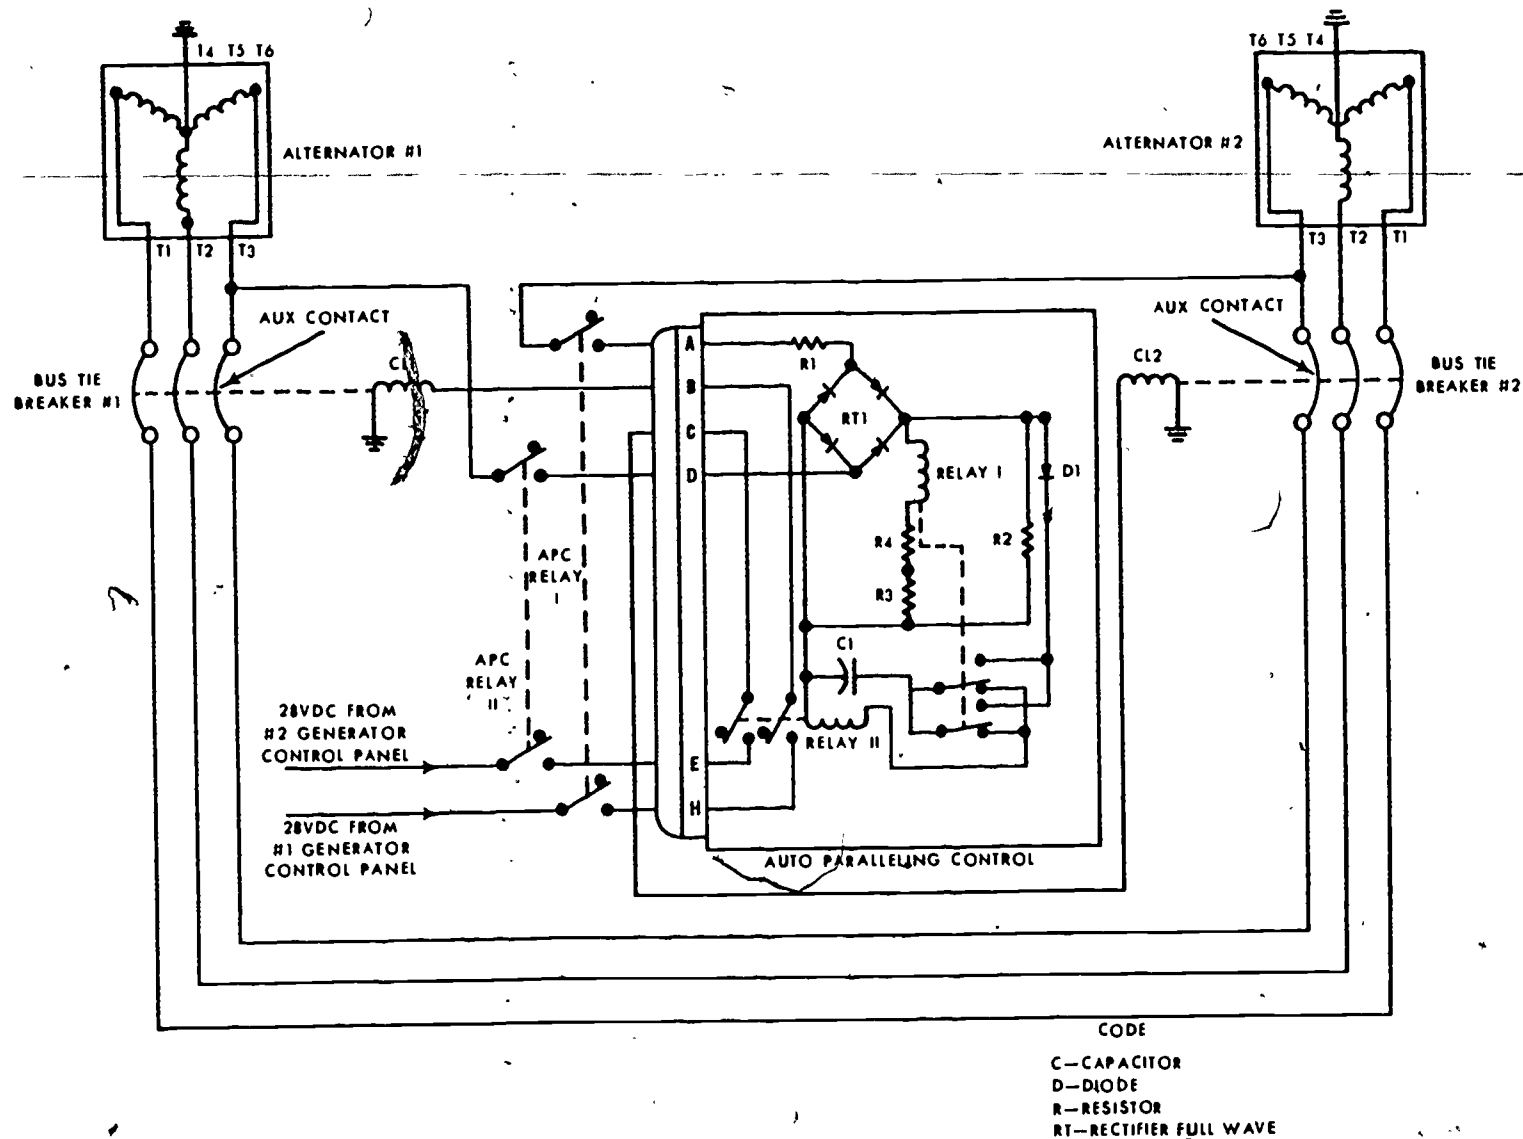 T4 T5 T6
T6 T5 T4
ALTERNATOR #1
ALTERNATOR #2
T1 T2 T3
T3 T2 T1
AUX CONTACT
AUX CONTACT
BUS TIE
BREAKER #1
CL
CL2
BUS TIE
BREAKER #2
A
B
C
D
E
H
R1
RT1
RELAY I
D1
R4
R2
R3
C1
RELAY II
APC
RELAY
I
APC
RELAY
II
28VDC FROM
#2 GENERATOR
CONTROL PANEL
28VDC FROM
#1 GENERATOR
CONTROL PANEL
AUTO PARALLELING CONTROL
CODE
C—CAPACITOR
D—DIODE
R—RESISTOR
RT—RECTIFIER FULL WAVE